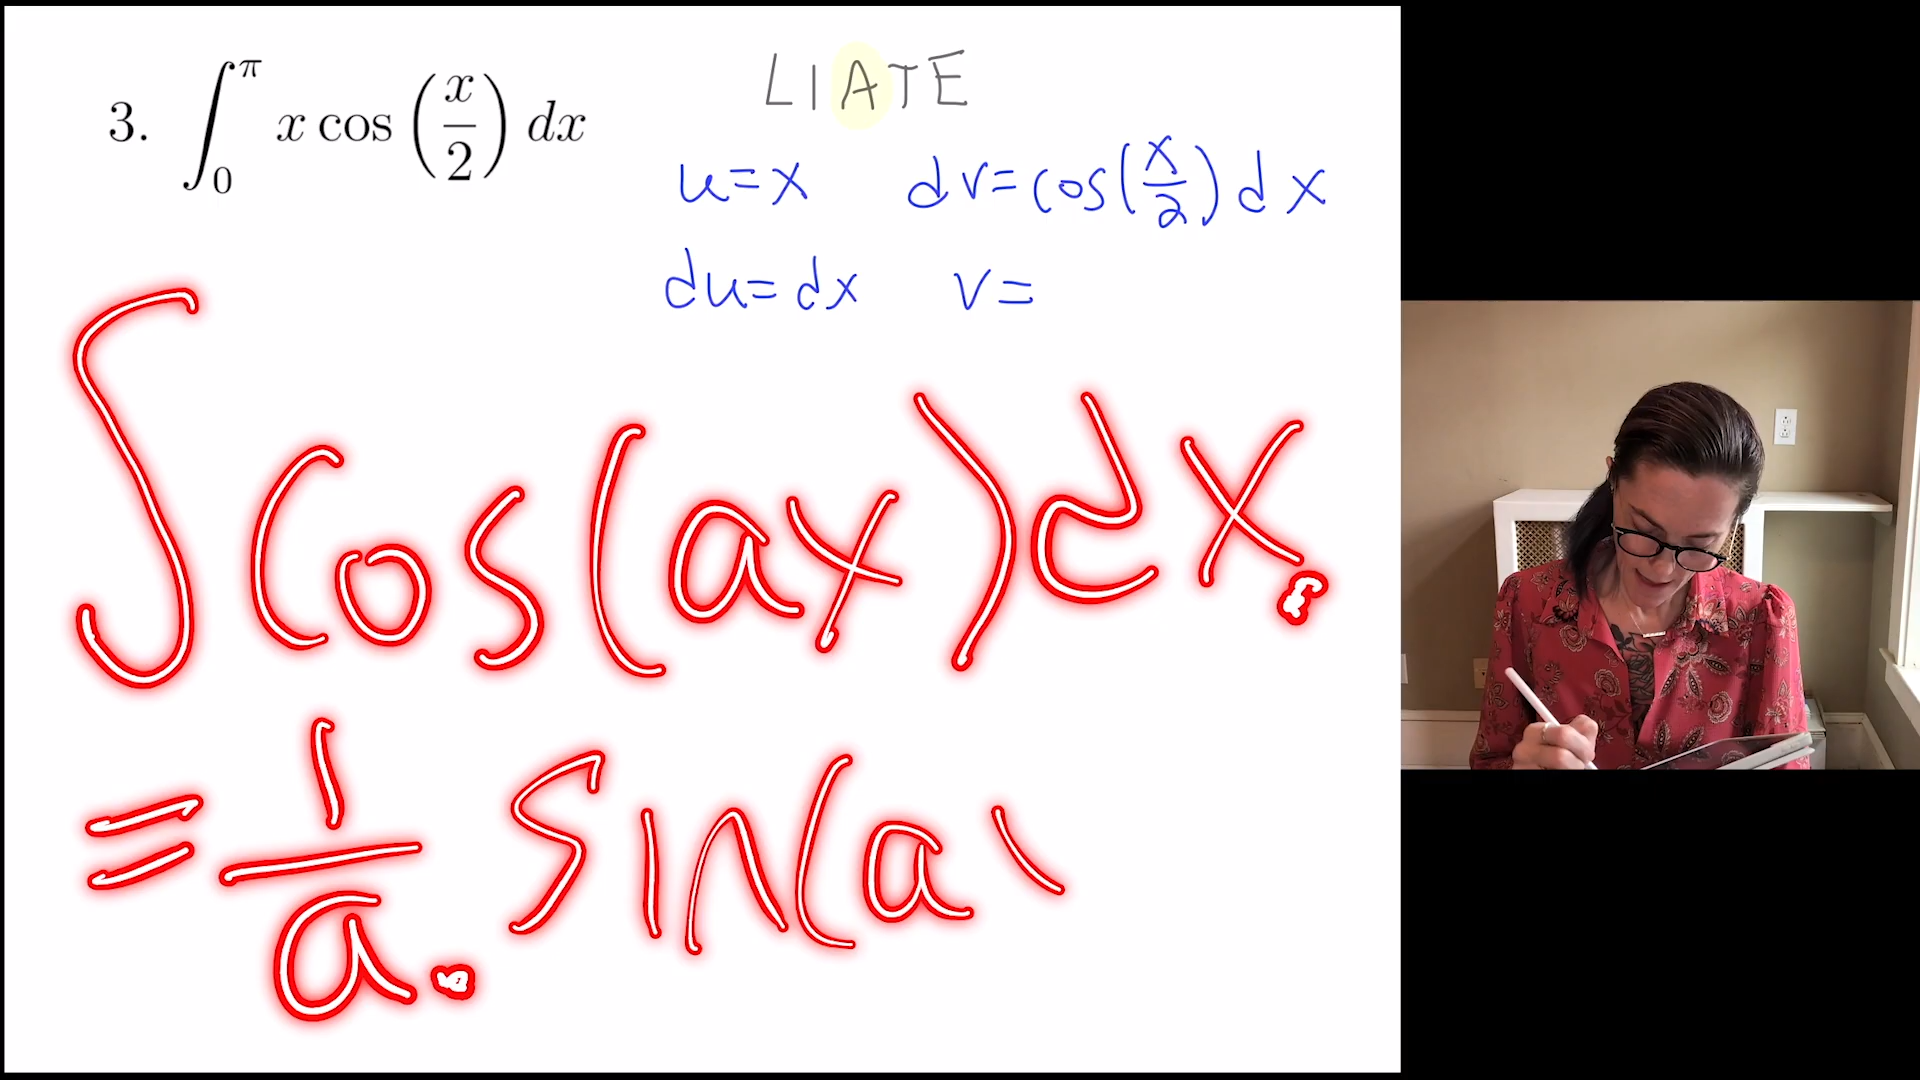 3. ∫₀^π x cos(x/2) dx
LIATE
u=x dv=cos(x/2)dx
du=dx v=
∫cos(ax)dx
=1/a sin(a